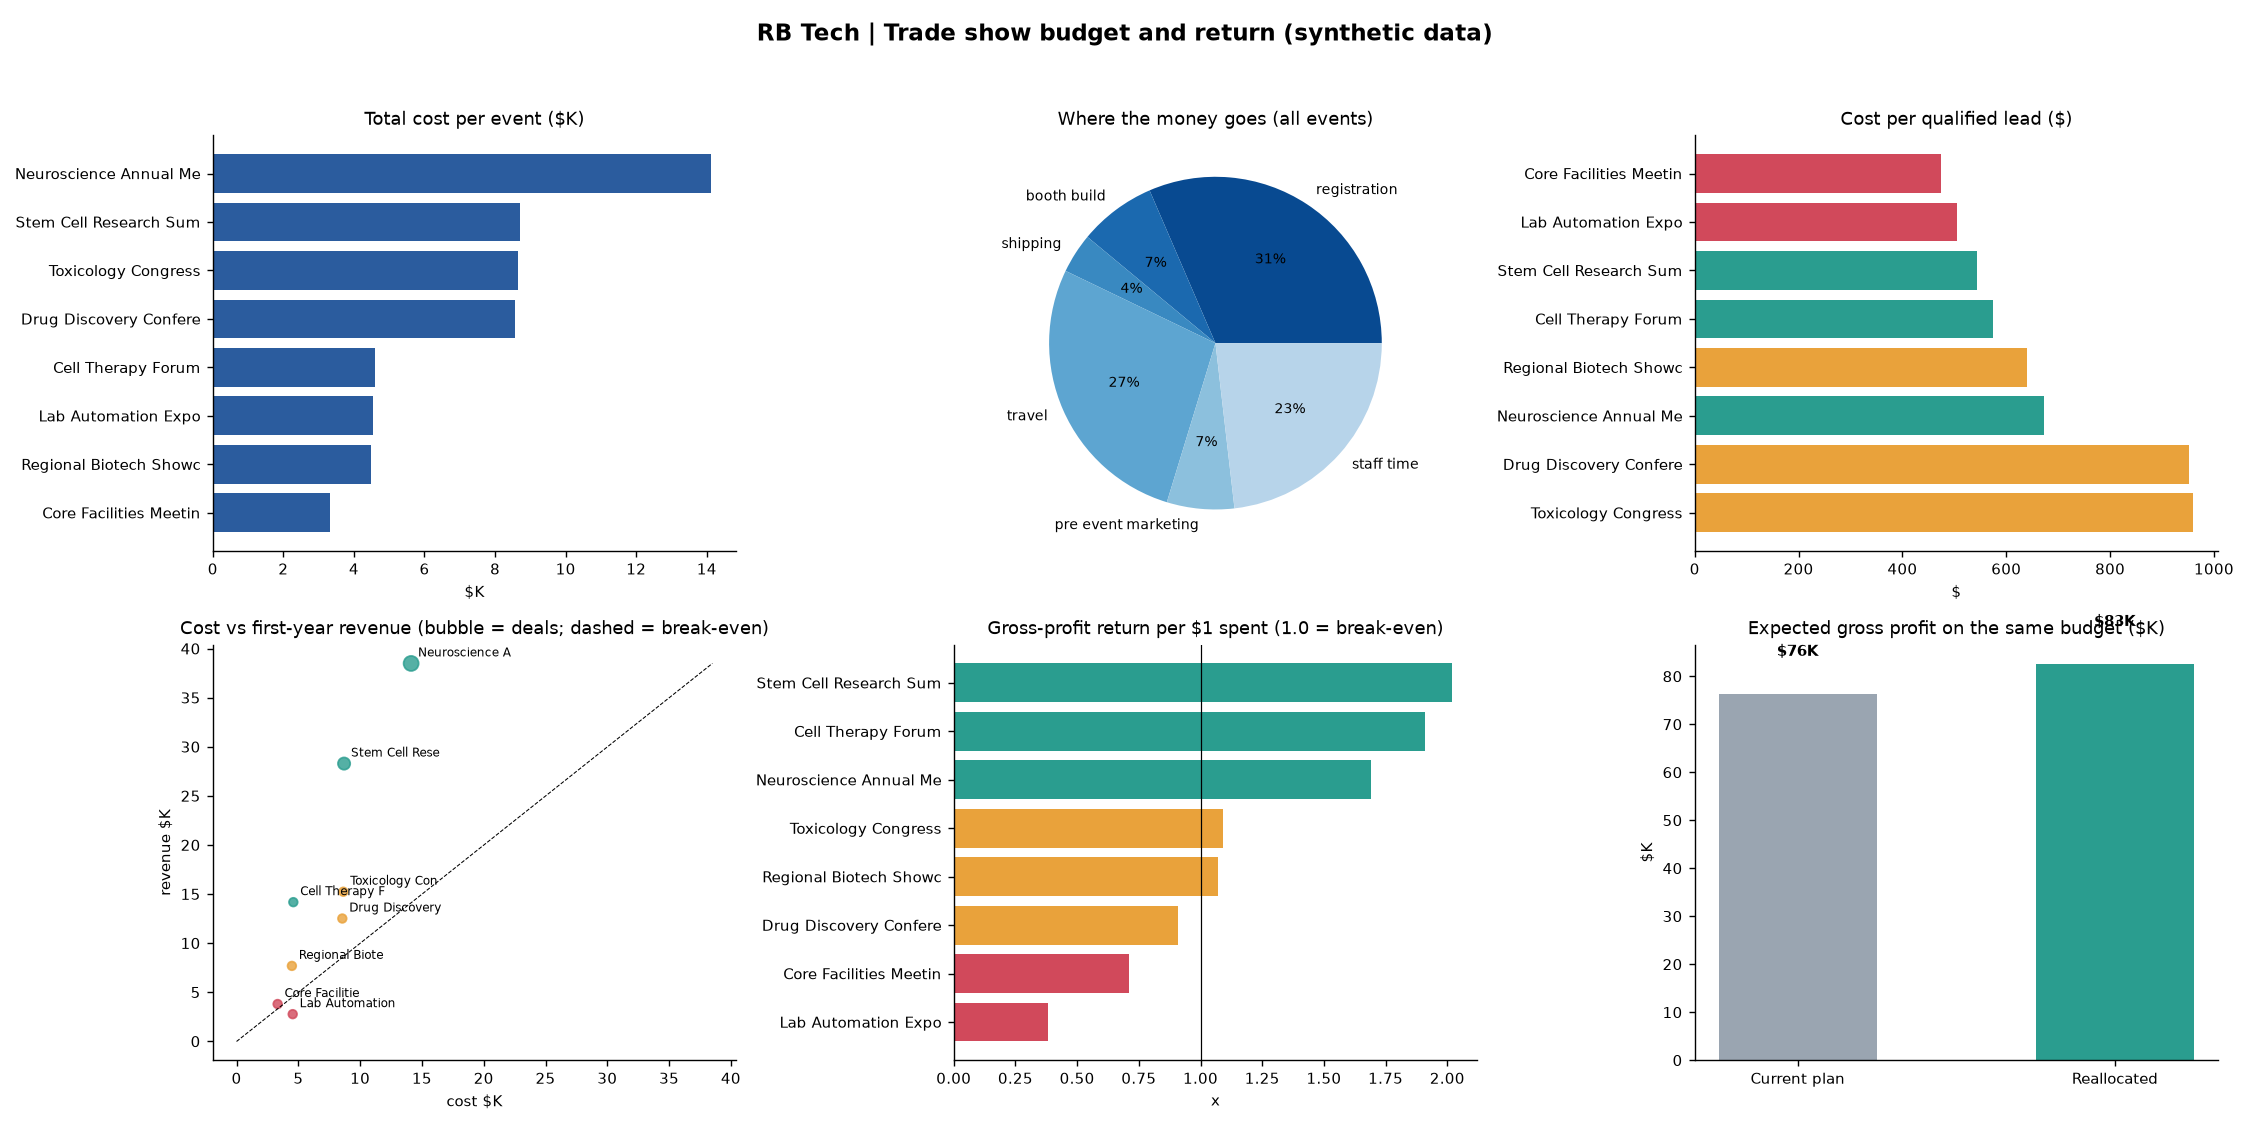 RB Tech | Trade show budget and return (synthetic data)
Total cost per event ($K)
Neuroscience Annual Me
Stem Cell Research Sum
Toxicology Congress
Drug Discovery Confere
Cell Therapy Forum
Lab Automation Expo
Regional Biotech Showc
Core Facilities Meetin
0 2 4 6 8 10 12 14
$K
Where the money goes (all events)
registration
booth build
shipping
travel
pre event marketing
staff time
31%
7%
4%
27%
7%
23%
Cost per qualified lead ($)
Core Facilities Meetin
Lab Automation Expo
Stem Cell Research Sum
Cell Therapy Forum
Regional Biotech Showc
Neuroscience Annual Me
Drug Discovery Confere
Toxicology Congress
0 200 400 600 800 1000
$
Cost vs first-year revenue (bubble = deals; dashed = break-even)
revenue $K
40
35
30
25
20
15
10
5
0
Neuroscience A
Stem Cell Rese
Toxicology Con
Cell Therapy F
Drug Discovery
Regional Biote
Core Facilitie
Lab Automation
0 5 10 15 20 25 30 35 40
cost $K
Gross-profit return per $1 spent (1.0 = break-even)
Stem Cell Research Sum
Cell Therapy Forum
Neuroscience Annual Me
Toxicology Congress
Regional Biotech Showc
Drug Discovery Confere
Core Facilities Meetin
Lab Automation Expo
0.00 0.25 0.50 0.75 1.00 1.25 1.50 1.75 2.00
x
Expected gross profit on the same budget ($K)
$83K
$76K
$K
80
70
60
50
40
30
20
10
0
Current plan
Reallocated